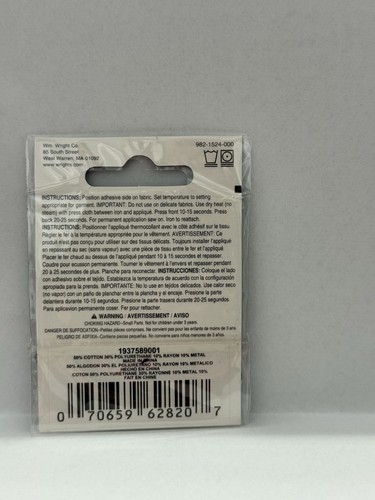 Wm. Wright Co.
85 South Street
West Warren, MA 01092
www.wrights.com
982-1524-000
INSTRUCTIONS: Position adhesive side on fabric. Set temperature to setting
appropriate for garment. IMPORTANT: Do not use on delicate fabrics. Use dry heat (no
steam) with press cloth between iron and appliqué. Press front 10-15 seconds. Press
back 20-25 seconds. For permanent application sew on. Iron to reattach.
INSTRUCTIONS: Positionner l'appliqué thermocollant avec le côté adhésif sur le tissu.
Régler le fer à la température appropriée pour le vêtement. AVERTISSEMENT: Ce
produit n'est pas conçu pour utiliser sur des tissus délicats. Toujours installer l'appliqué
en repassant au sec (sans vapeur) avec une pièce de tissu entre le fer et l'appliqué
Placer le fer chaud au dessus de l'appliqué pendant 10 à 15 secondes et repasser.
Coudre pour ecusson permanente. Tourner à l'envers et repasser pendant
20 à 25 secondes de plus. Planche para reconnecter. INSTRUCCIONES: Coloque el lado
con adhesivo sobre el tejido. Establezca la temperatura de acuerdo con la configuración
apropiada para la prenda. IMPORTANTE: No lo use en tejidos delicados. Use calor seco
(no vapor) con un paño de planchar entre la plancha y el encaje. Presione la parte
delantera durante 10-15 segundos. Presione la parte trasera durante 20-25 segundos.
Para aplicacion permanente coser. Fer pour rettacher.
WARNING / AVERTISSEMENT / AVISO
CHOKING HAZARD--Small Parts. Not for children under 3 years.
DANGER DE SUFFOCATION--Petites pièces comprises. Ne convient pas pour les enfants de moins de 3 ans.
PELIGRO DE ASFIXIA--Contiene piezas pequeñas. No conveniente para niños menores de 3 años.
1937589001
50% COTTON 30% POLYURETHANE 10% RAYON 10% METAL
MADE IN CHINA
50% ALGODON 30% EL POLIURETANO 10% RAYON 10% METALICO
HECHO EN CHINA
COTON 50% POLYURETHANE 30% RAYONNE 10% METAL 10%
FAIT EN CHINE
0 70659 62820 7